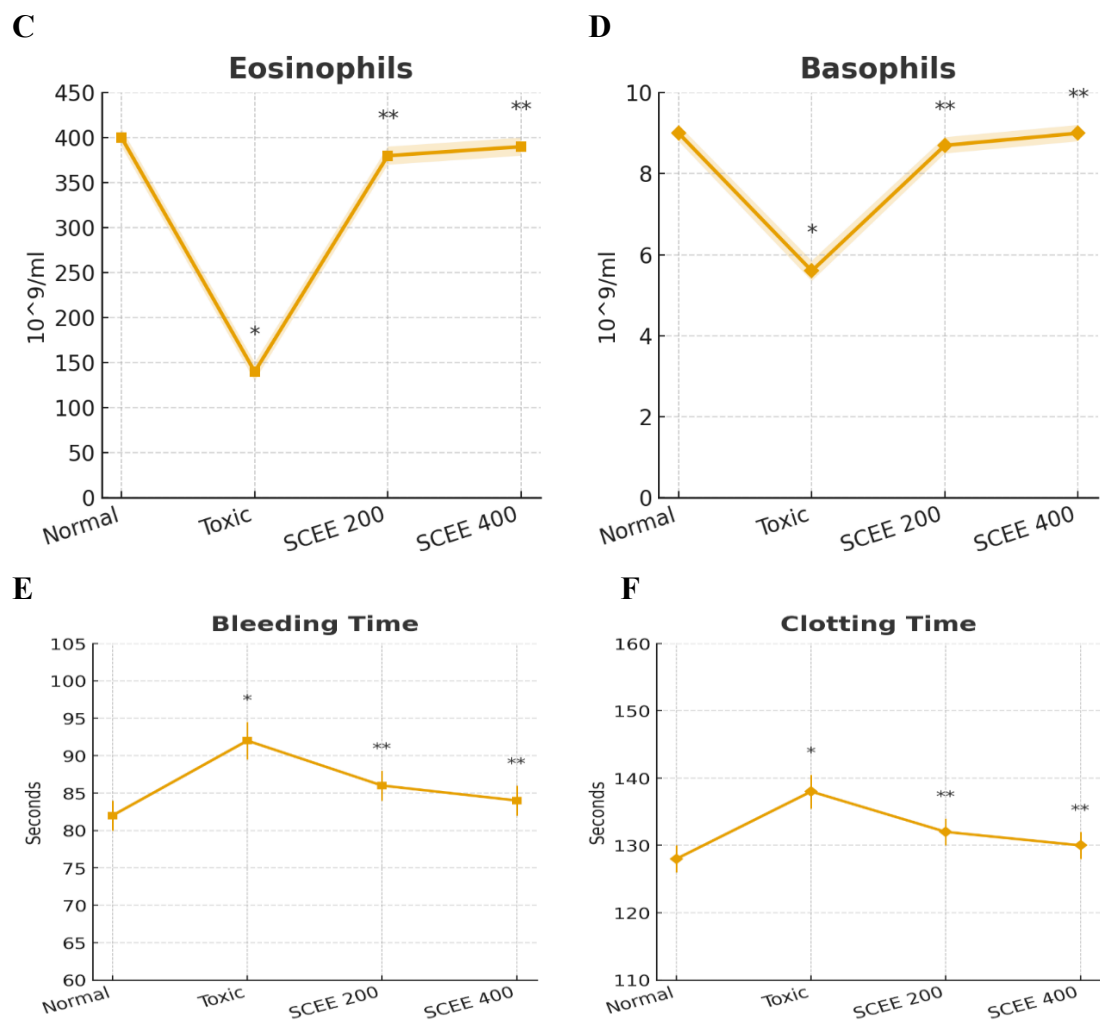 C
Eosinophils
10^9/ml
450
400
350
300
250
200
150
100
50
0
*
**
**
Normal
Toxic
SCEE 200
SCEE 400
D
Basophils
10^9/ml
10
8
6
4
2
0
*
**
**
Normal
Toxic
SCEE 200
SCEE 400
E
Bleeding Time
Seconds
105
100
95
90
85
80
75
70
65
60
*
**
**
Normal
Toxic
SCEE 200
SCEE 400
F
Clotting Time
Seconds
160
150
140
130
120
110
*
**
**
Normal
Toxic
SCEE 200
SCEE 400